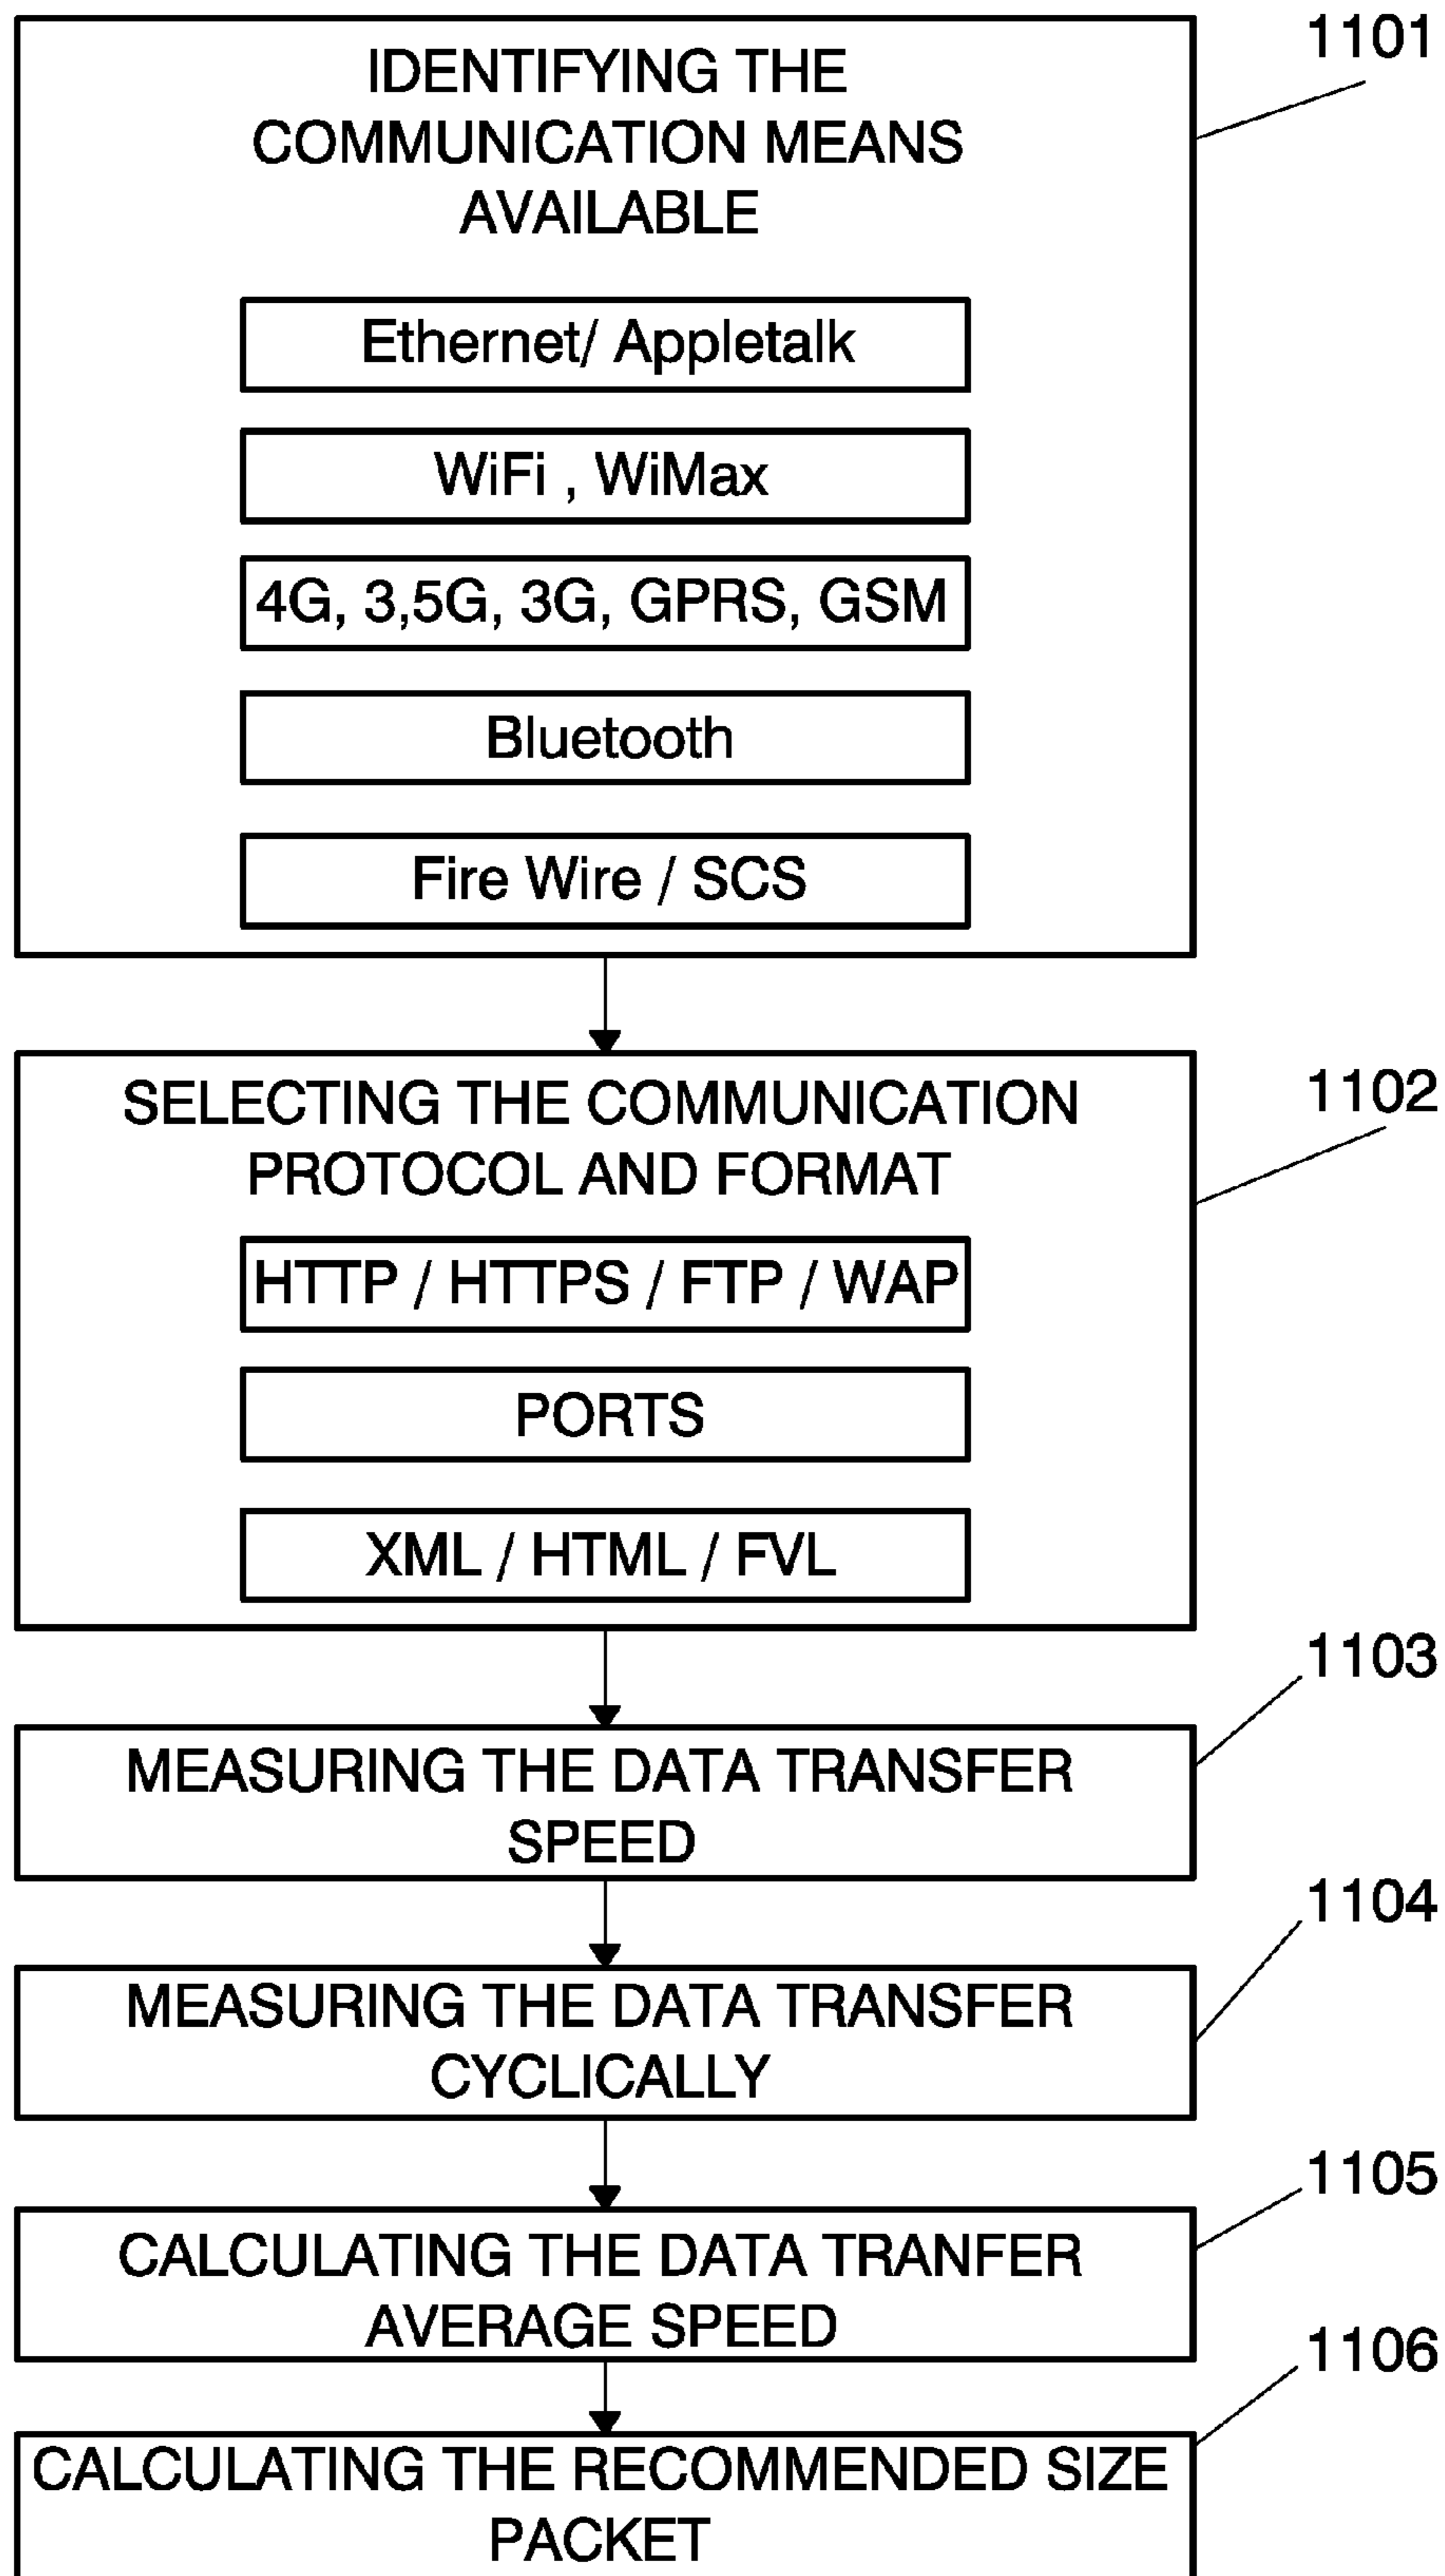 1101
IDENTIFYING THE
COMMUNICATION MEANS
AVAILABLE
Ethernet/ Appletalk
WiFi , WiMax
4G, 3,5G, 3G, GPRS, GSM
Bluetooth
Fire Wire / SCS
1102
SELECTING THE COMMUNICATION
PROTOCOL AND FORMAT
HTTP / HTTPS / FTP / WAP
PORTS
XML / HTML / FVL
1103
MEASURING THE DATA TRANSFER
SPEED
1104
MEASURING THE DATA TRANSFER
CYCLICALLY
1105
CALCULATING THE DATA TRANFER
AVERAGE SPEED
1106
CALCULATING THE RECOMMENDED SIZE
PACKET